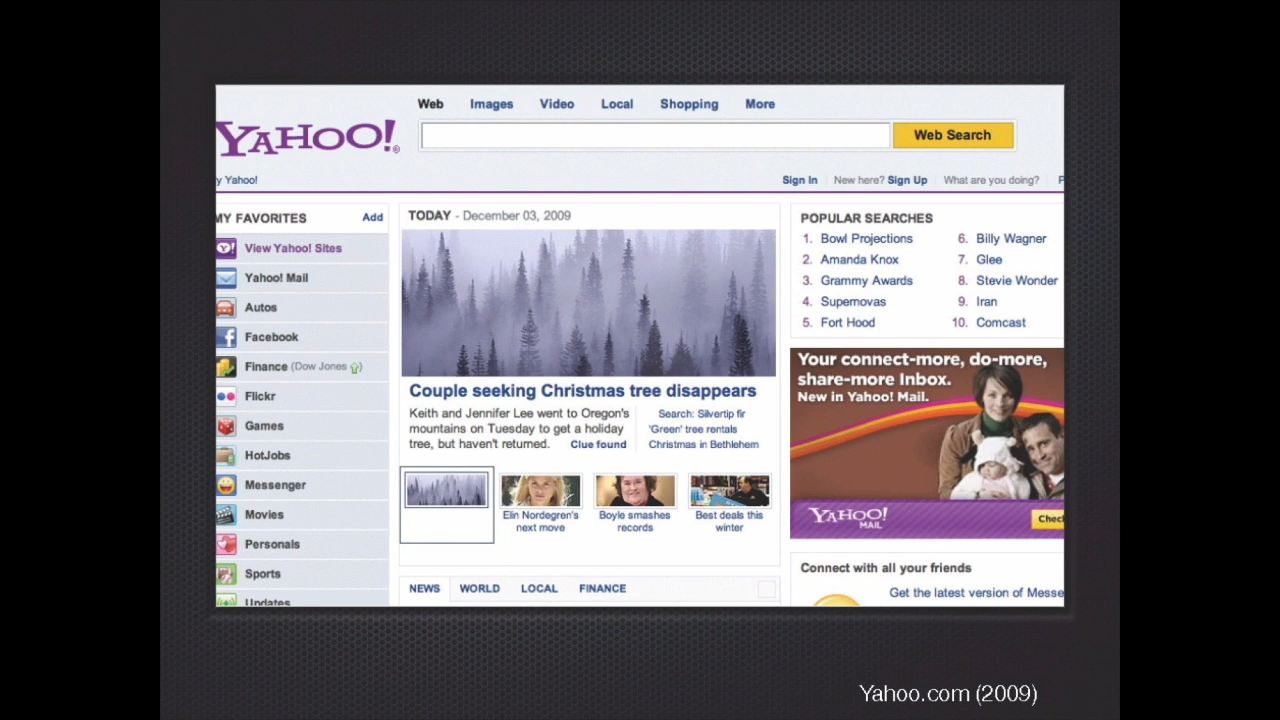 Web Images Video Local Shopping More
YAHOO!®
Web Search
y Yahoo!
Sign In New here? Sign Up What are you doing? P
MY FAVORITES Add
View Yahoo! Sites
Yahoo! Mail
Autos
Facebook
Finance (Dow Jones)
Flickr
Games
HotJobs
Messenger
Movies
Personals
Sports
Updates
TODAY - December 03, 2009
Couple seeking Christmas tree disappears
Keith and Jennifer Lee went to Oregon's
mountains on Tuesday to get a holiday
tree, but haven't returned. Clue found
Search: Silvertip fir
'Green' tree rentals
Christmas in Bethlehem
Elin Nordegren's
next move
Boyle smashes
records
Best deals this
winter
NEWS WORLD LOCAL FINANCE
POPULAR SEARCHES
1. Bowl Projections
2. Amanda Knox
3. Grammy Awards
4. Supernovas
5. Fort Hood
6. Billy Wagner
7. Glee
8. Stevie Wonder
9. Iran
10. Comcast
Your connect-more, do-more,
share-more Inbox.
New in Yahoo! Mail.
YAHOO!
MAIL
Chec
Connect with all your friends
Get the latest version of Messe
Yahoo.com (2009)